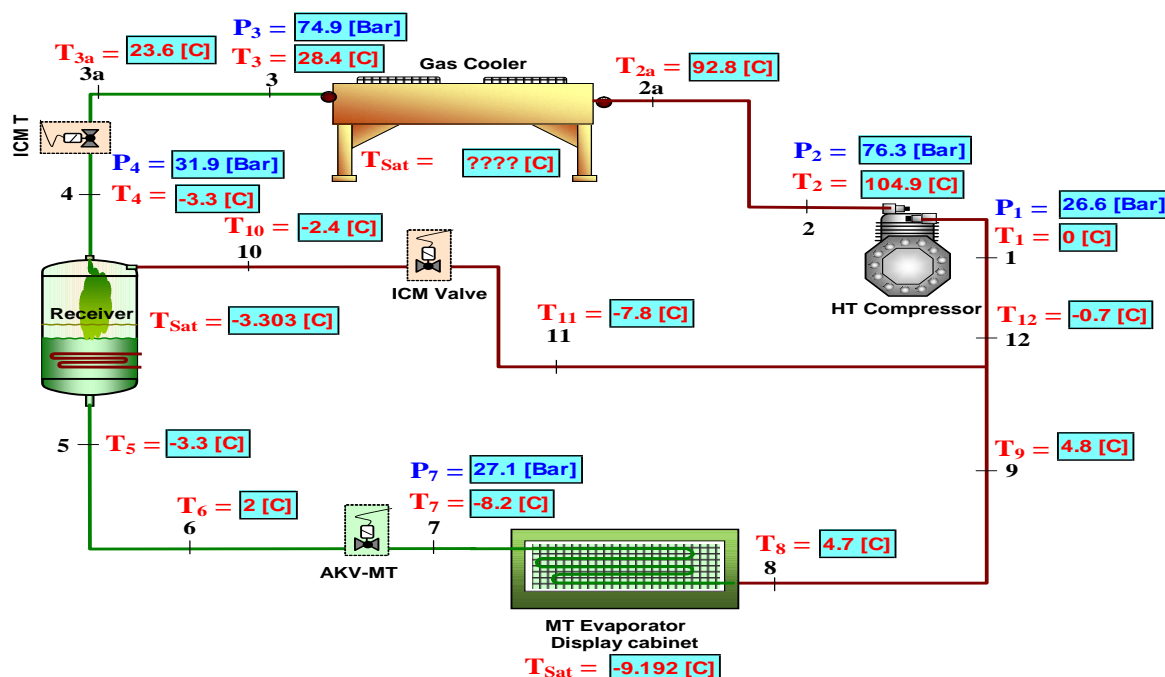 P3 = 74.9 [Bar]
T3a = 23.6 [C]
T3 = 28.4 [C]
3a
3
Gas Cooler
T2a = 92.8 [C]
2a
ICM T
P4 = 31.9 [Bar]
4
T4 = -3.3 [C]
TSat = ???? [C]
P2 = 76.3 [Bar]
T2 = 104.9 [C]
2
P1 = 26.6 [Bar]
T1 = 0 [C]
1
T10 = -2.4 [C]
10
ICM Valve
HT Compressor
Receiver
TSat = -3.303 [C]
T11 = -7.8 [C]
11
T12 = -0.7 [C]
12
5
T5 = -3.3 [C]
T9 = 4.8 [C]
9
P7 = 27.1 [Bar]
T6 = 2 [C]
6
T7 = -8.2 [C]
7
AKV-MT
T8 = 4.7 [C]
8
MT Evaporator
Display cabinet
TSat = -9.192 [C]